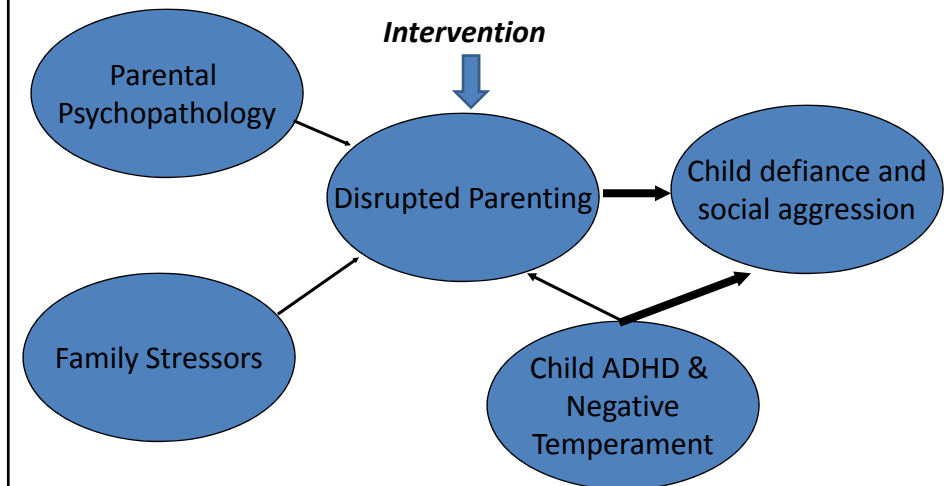 Intervention
Parental
Psychopathology
Disrupted Parenting
Child defiance and
social aggression
Family Stressors
Child ADHD &
Negative
Temperament